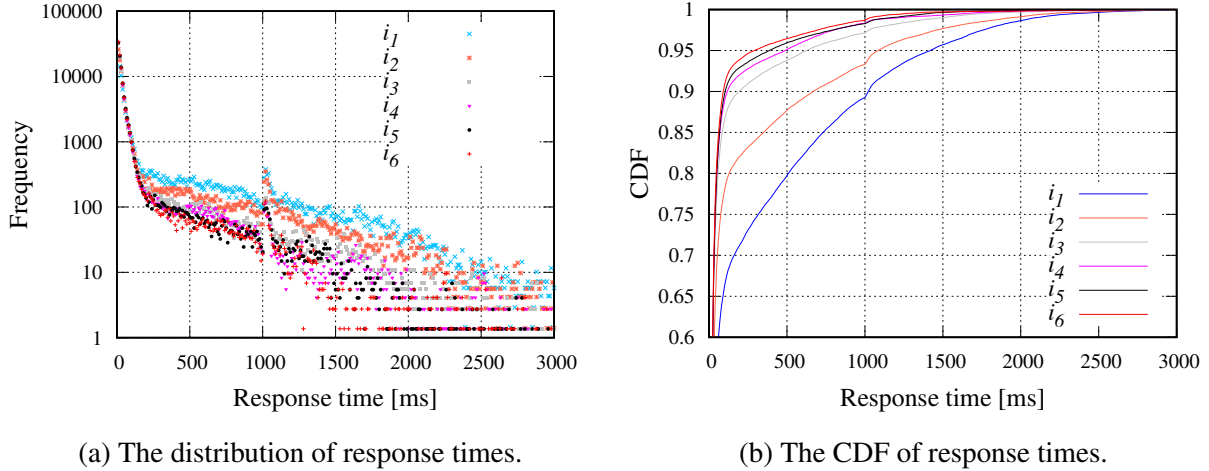 100000
10000
1000
100
10
1
0 500 1000 1500 2000 2500 3000
Frequency
Response time [ms]
i1
i2
i3
i4
i5
i6
(a) The distribution of response times.
1
0.95
0.9
0.85
0.8
0.75
0.7
0.65
0.6
0 500 1000 1500 2000 2500 3000
CDF
Response time [ms]
i1
i2
i3
i4
i5
i6
(b) The CDF of response times.